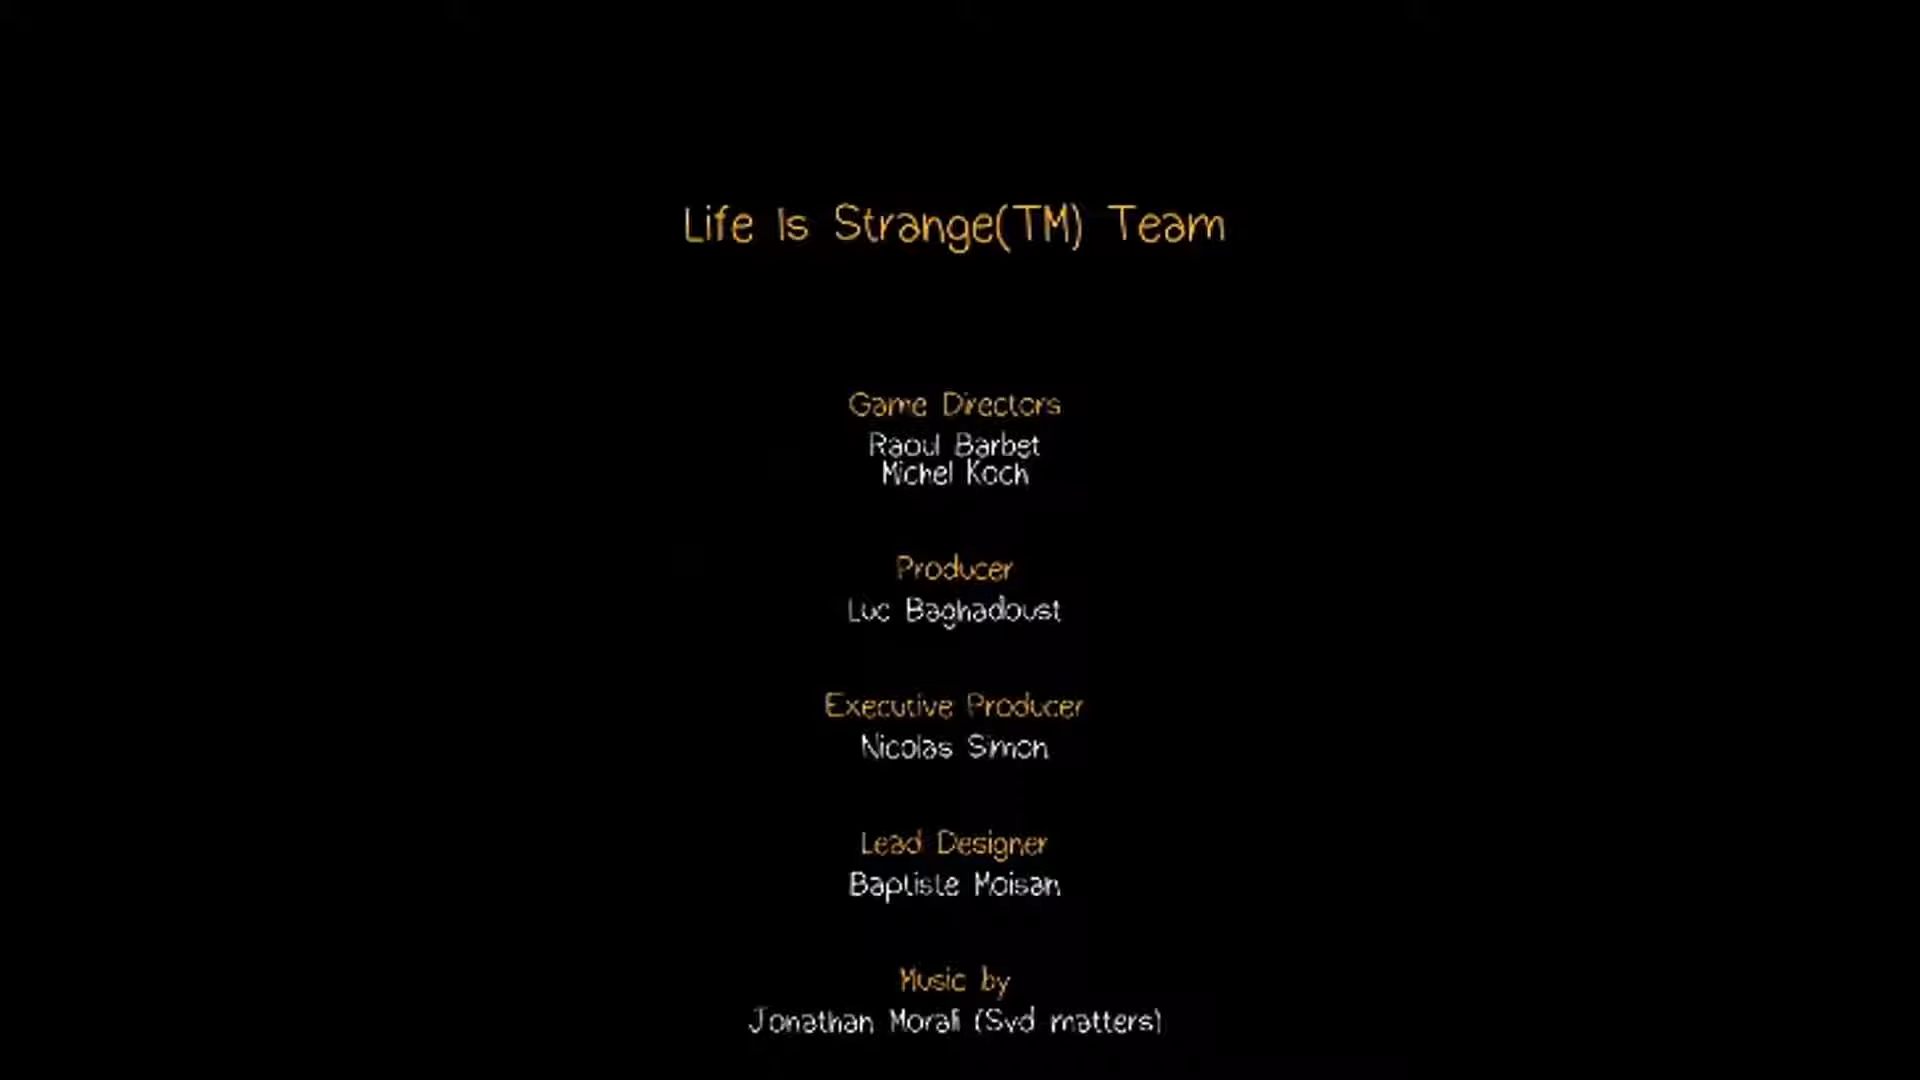 Life Is Strange(TM) Team
Game Directors
Raoul Barbet
Michel Koch
Producer
Luc Baghadoust
Executive Producer
Nicolas Simon
Lead Designer
Baptiste Moisan
Music by
Jonathan Morali (Syd matters)